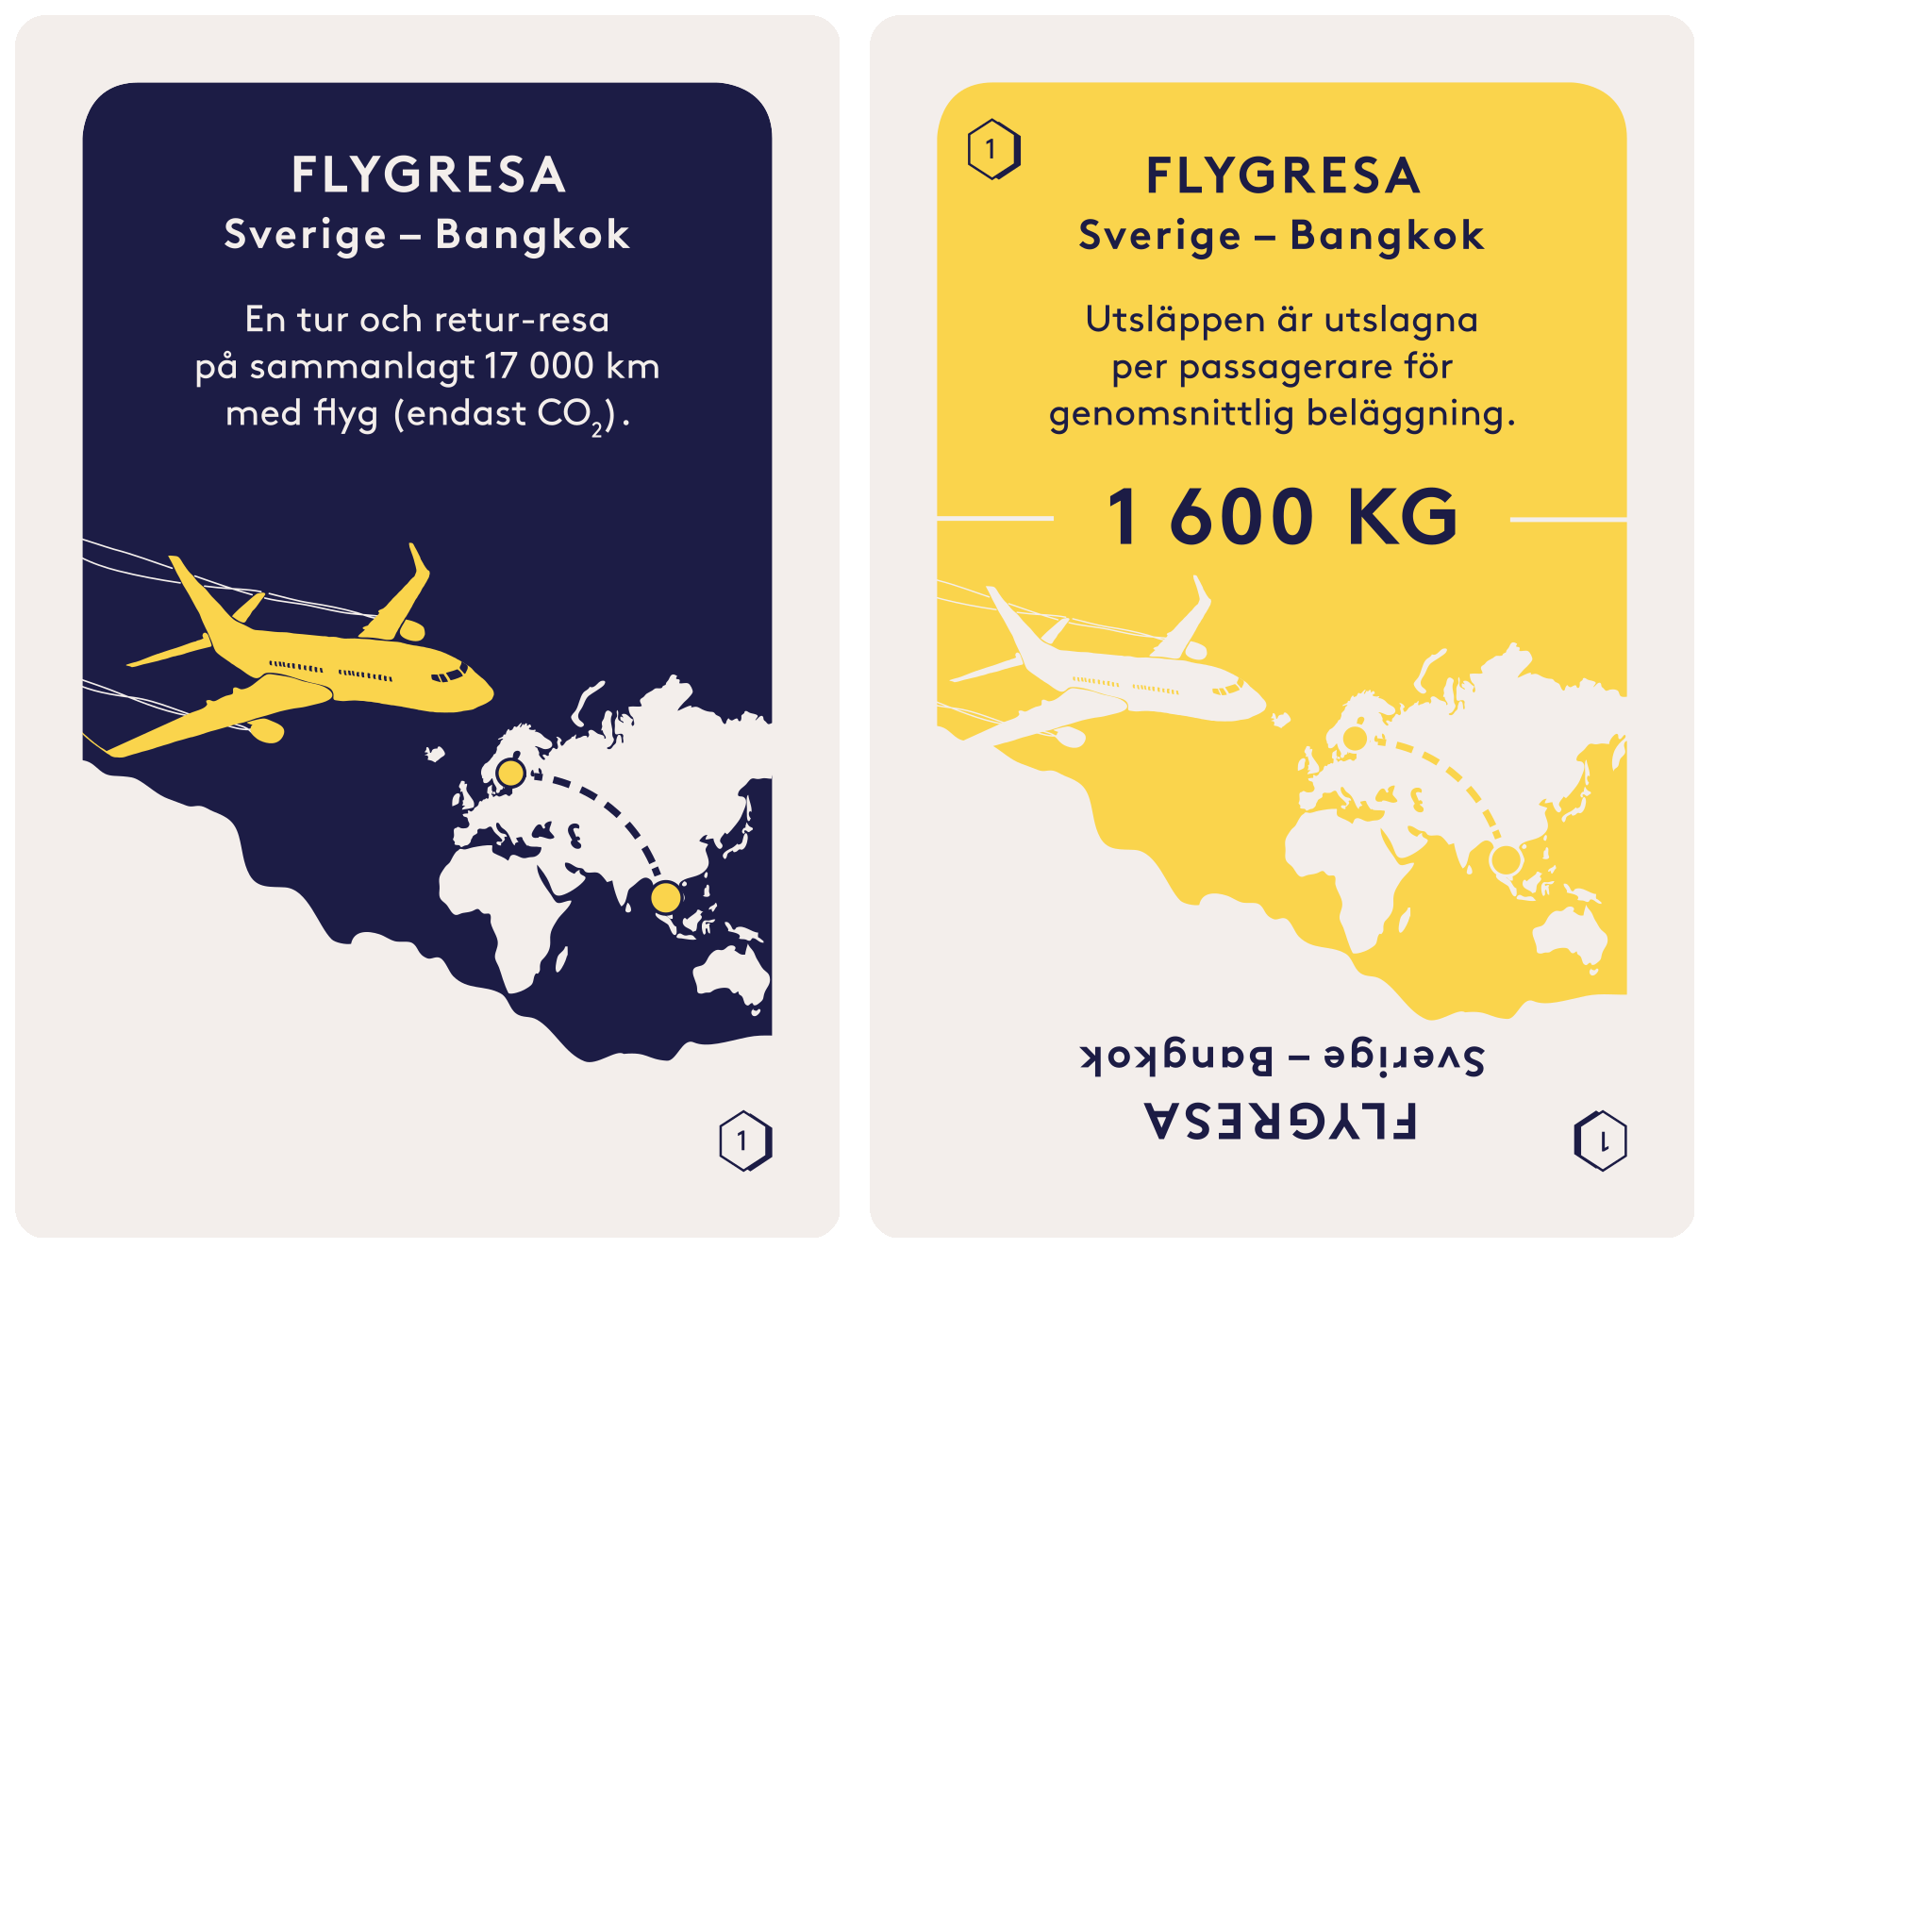 FLYGRESA
Sverige – Bangkok
En tur och retur-resa
på sammanlagt 17 000 km
med flyg (endast CO₂).
1
1
FLYGRESA
Sverige – Bangkok
Utsläppen är utslagna
per passagerare för
genomsnittlig beläggning.
1 600 KG
Sverige – Bangkok
FLYGRESA
1